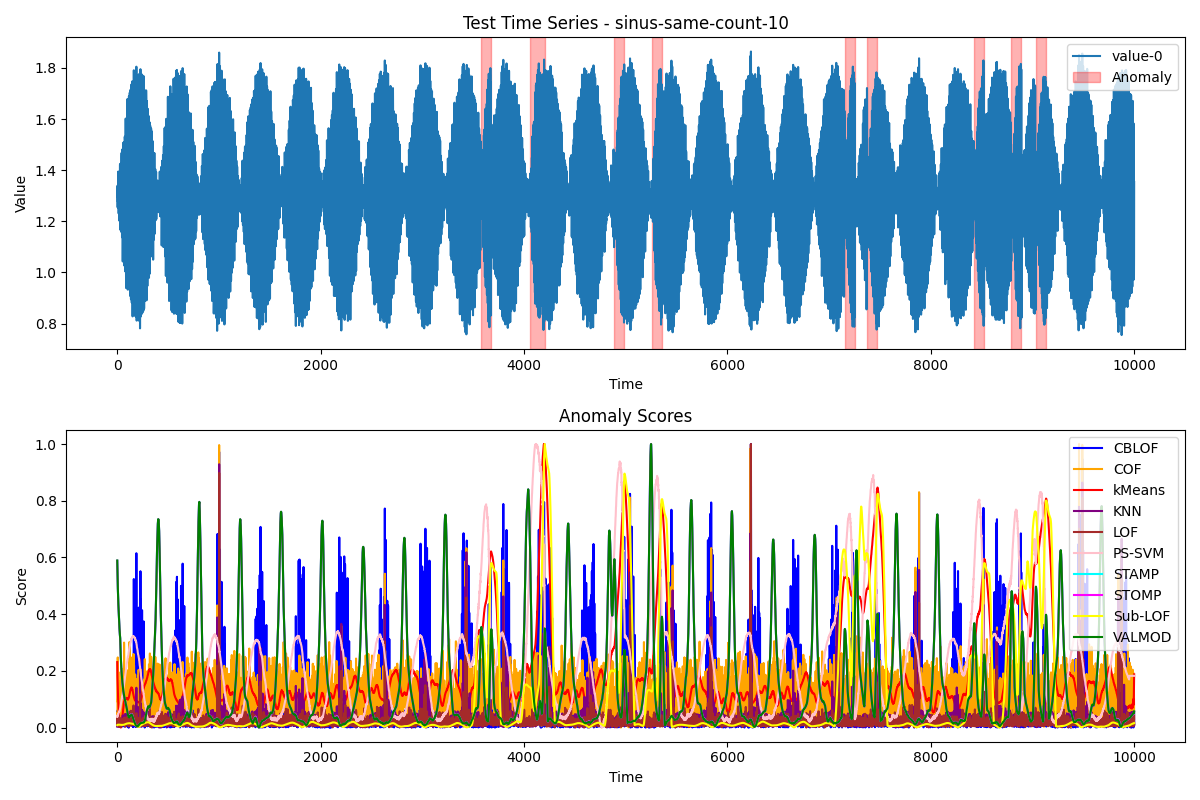 Test Time Series - sinus-same-count-10
Value
1.8
1.6
1.4
1.2
1.0
0.8
value-0
Anomaly
0 2000 4000 6000 8000 10000
Time
Anomaly Scores
Score
1.0
0.8
0.6
0.4
0.2
0.0
CBLOF
COF
kMeans
KNN
LOF
PS-SVM
STAMP
STOMP
Sub-LOF
VALMOD
0 2000 4000 6000 8000 10000
Time